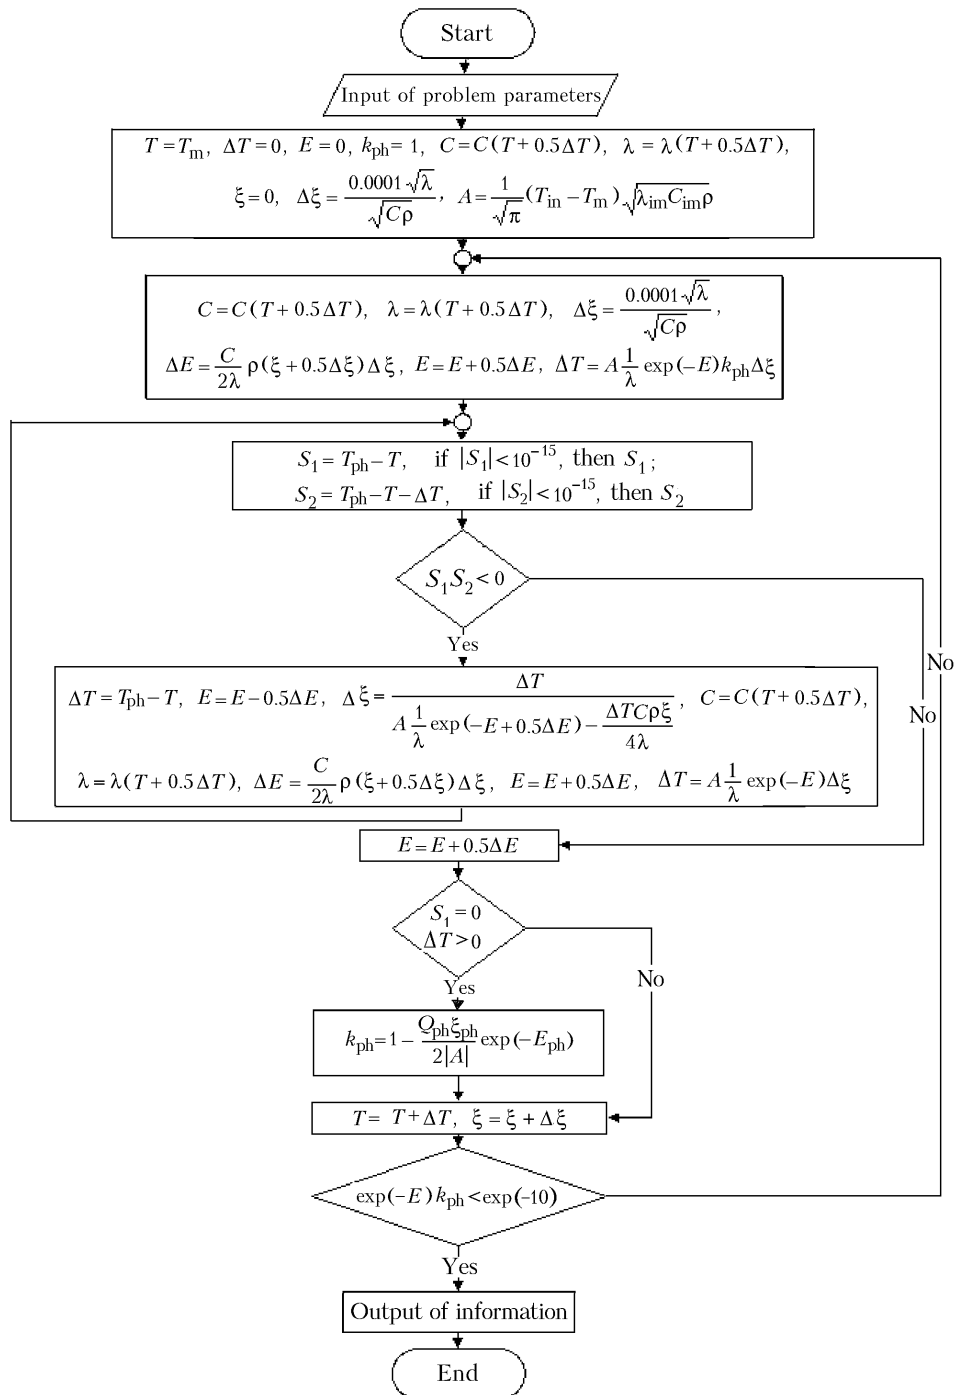 Start
Input of problem parameters
T = T_m, ΔT = 0, E = 0, k_ph = 1, C = C(T + 0.5ΔT), λ = λ(T + 0.5ΔT),
ξ = 0, Δξ = 0.0001√λ / √Cρ, A = 1/√π (T_in − T_m)√λ_im C_im ρ
C = C(T + 0.5ΔT), λ = λ(T + 0.5ΔT), Δξ = 0.0001√λ / √Cρ,
ΔE = C/2λ ρ(ξ + 0.5Δξ)Δξ, E = E + 0.5ΔE, ΔT = A 1/λ exp(−E)k_ph Δξ
S_1 = T_ph − T, if |S_1| < 10^−15, then S_1;
S_2 = T_ph − T − ΔT, if |S_2| < 10^−15, then S_2
S_1S_2 < 0
Yes
No
No
ΔT = T_ph − T, E = E − 0.5ΔE, Δξ = ΔT / (A 1/λ exp(−E + 0.5ΔE) − ΔTCρξ/4λ), C = C(T + 0.5ΔT),
λ = λ(T + 0.5ΔT), ΔE = C/2λ ρ(ξ + 0.5Δξ)Δξ, E = E + 0.5ΔE, ΔT = A 1/λ exp(−E)Δξ
E = E + 0.5ΔE
S_1 = 0
ΔT > 0
No
Yes
k_ph = 1 − Q_ph ξ_ph / 2|A| exp(−E_ph)
T = T + ΔT, ξ = ξ + Δξ
exp(−E)k_ph < exp(−10)
Yes
Output of information
End